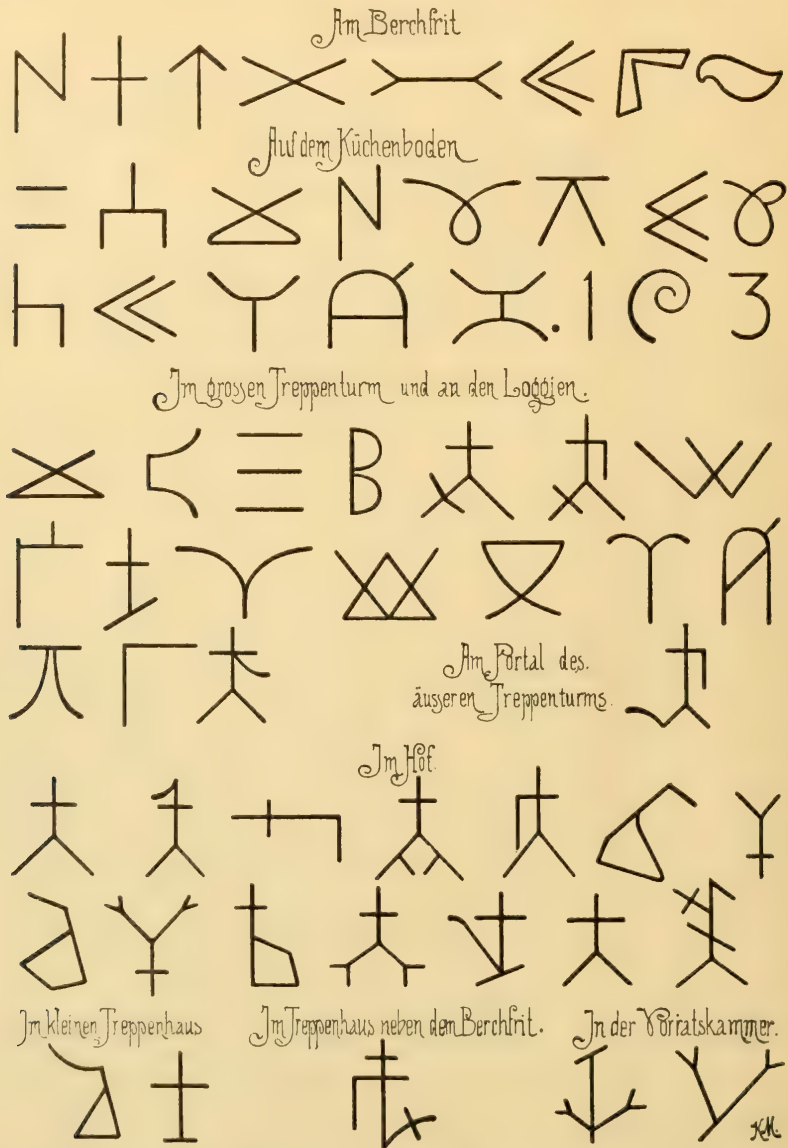 Am Berchfrit
Auf dem Küchenboden
Im grossen Treppenturm und an den Loggien.
Am Portal des.
äusseren Treppenturms.
Im Hof.
Im kleinen Treppenhaus
Im Treppenhaus neben dem Berchfrit.
In der Vorratskammer.
KM.